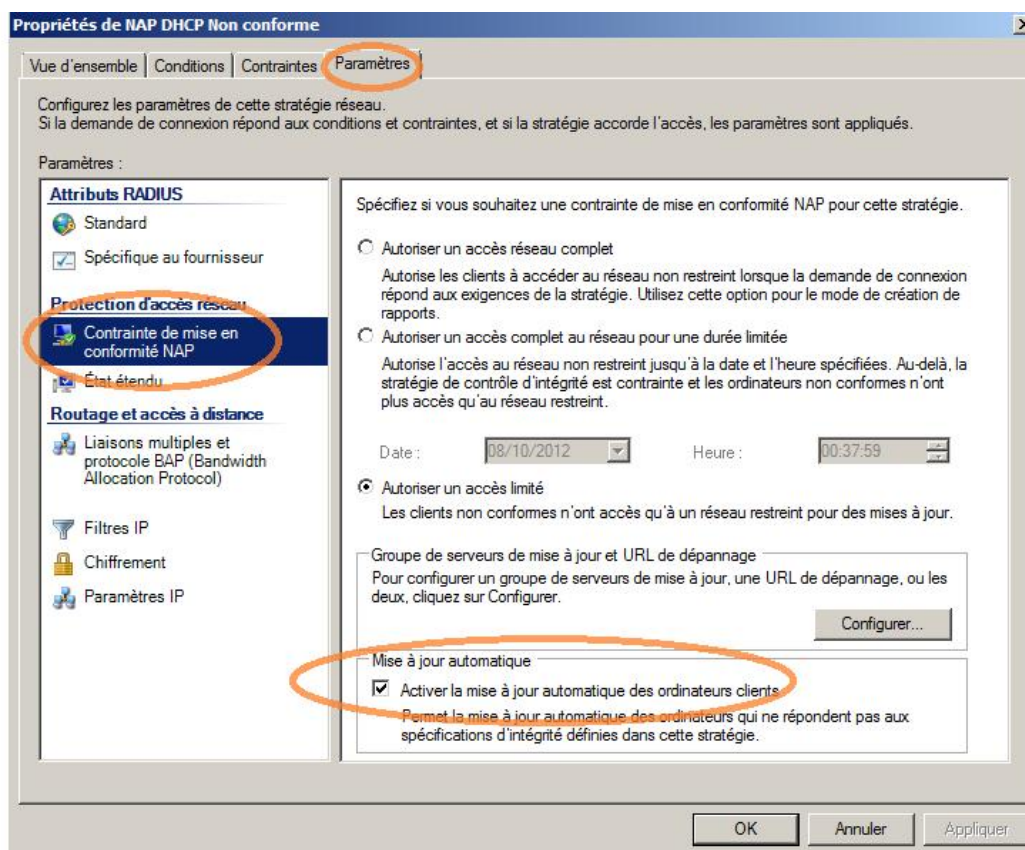 Propriétés de NAP DHCP Non conforme
Vue d'ensemble
Conditions
Contraintes
Paramètres
Configurez les paramètres de cette stratégie réseau.
Si la demande de connexion répond aux conditions et contraintes, et si la stratégie accorde l'accès, les paramètres sont appliqués.
Paramètres :
Attributs RADIUS
Standard
Spécifique au fournisseur
Protection d'accès réseau
Contrainte de mise en
conformité NAP
État étendu
Routage et accès à distance
Liaisons multiples et
protocole BAP (Bandwidth
Allocation Protocol)
Filtres IP
Chiffrement
Paramètres IP
Spécifiez si vous souhaitez une contrainte de mise en conformité NAP pour cette stratégie.
Autoriser un accès réseau complet
Autorise les clients à accéder au réseau non restreint lorsque la demande de connexion
répond aux exigences de la stratégie. Utilisez cette option pour le mode de création de
rapports.
Autoriser un accès complet au réseau pour une durée limitée
Autorise l'accès au réseau non restreint jusqu'à la date et l'heure spécifiées. Au-delà, la
stratégie de contrôle d'intégrité est contrainte et les ordinateurs non conformes n'ont
plus accès qu'au réseau restreint.
Date : 08/10/2012 Heure : 00:37:59
Autoriser un accès limité
Les clients non conformes n'ont accès qu'à un réseau restreint pour des mises à jour.
Groupe de serveurs de mise à jour et URL de dépannage
Pour configurer un groupe de serveurs de mise à jour, une URL de dépannage, ou les
deux, cliquez sur Configurer.
Configurer...
Mise à jour automatique
Activer la mise à jour automatique des ordinateurs clients
Permet la mise à jour automatique des ordinateurs qui ne répondent pas aux
spécifications d'intégrité définies dans cette stratégie.
OK
Annuler
Appliquer